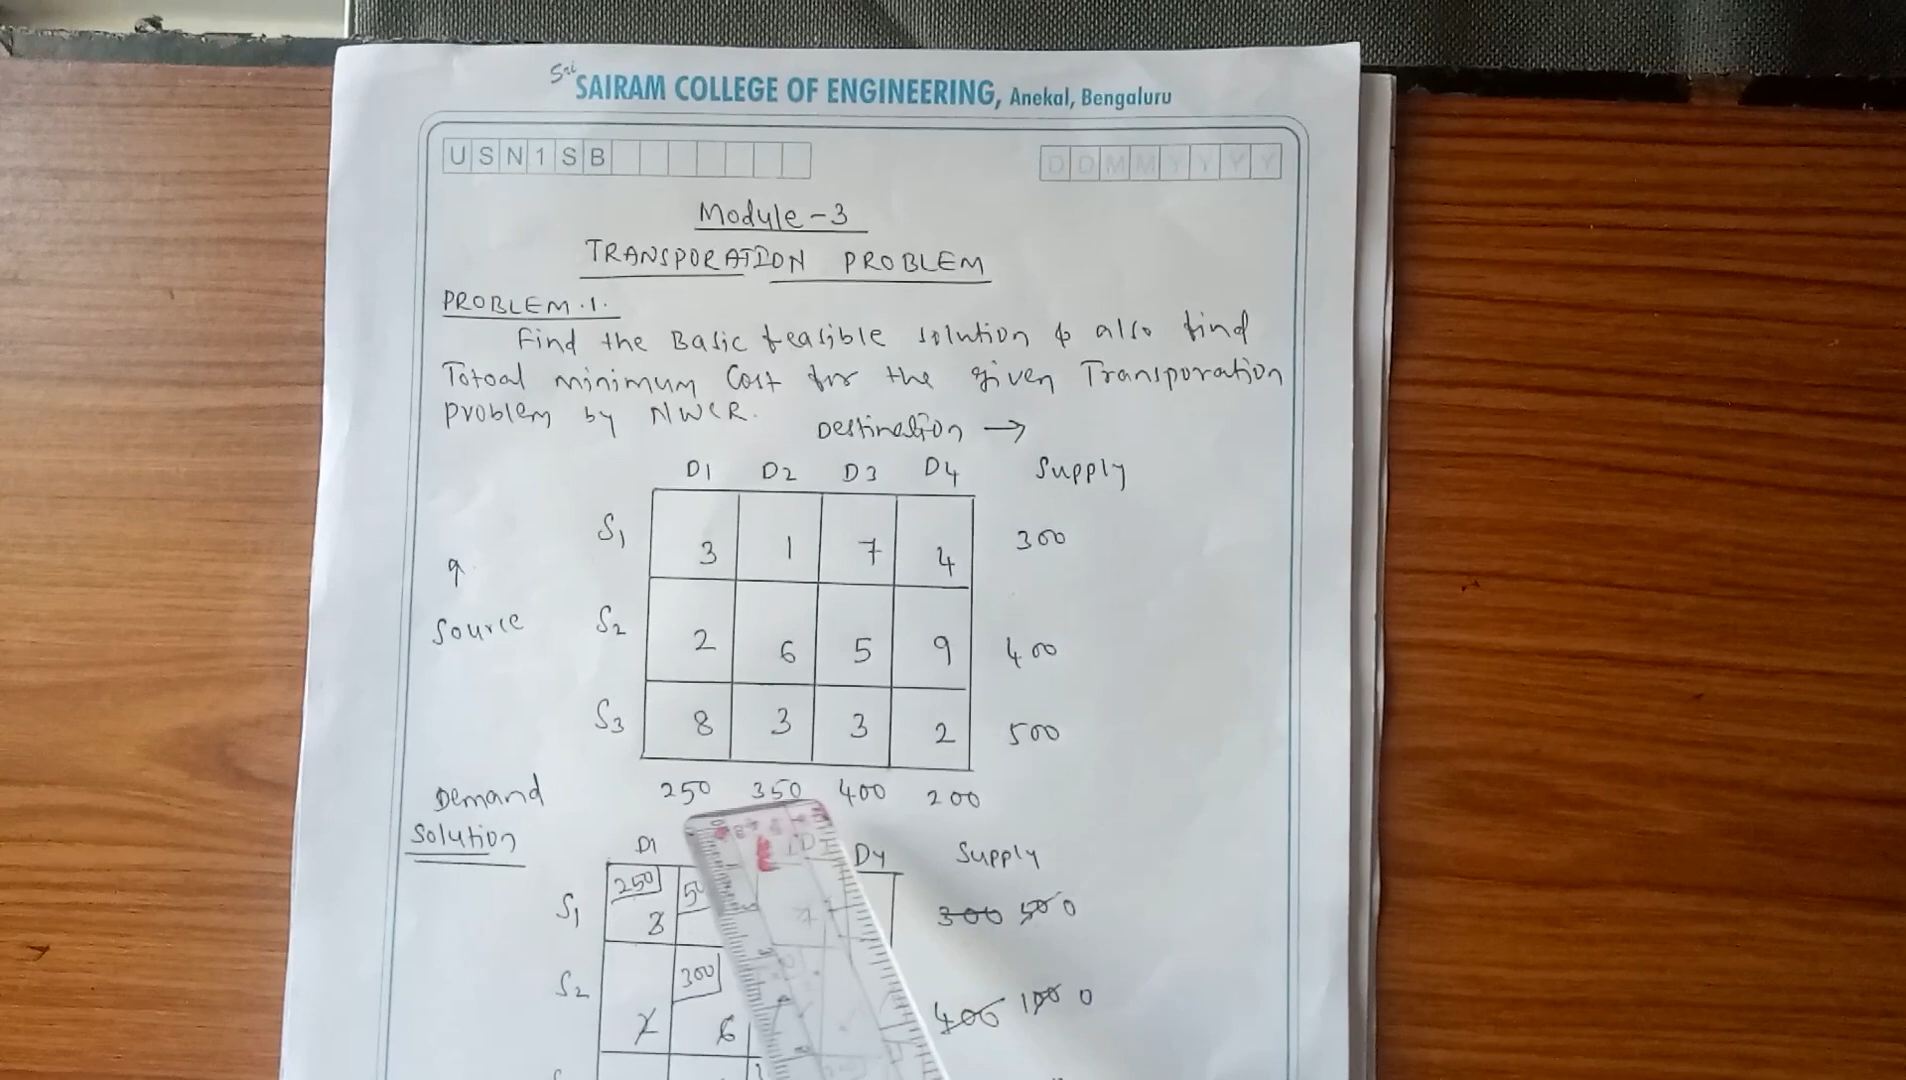 Sri
SAIRAM COLLEGE OF ENGINEERING, Anekal, Bengaluru
USN1SB DDMMYYYY
Module-3
TRANSPORATION PROBLEM
PROBLEM.1.
Find the Basic feasible solution & also find
Totoal minimum Cost for the given Transporation
problem by NWCR.
Destination →
D1 D2 D3 D4 Supply
S1 3 1 7 4 300
Source S2 2 6 5 9 400
S3 8 3 3 2 500
Demand 250 350 400 200
Solution
D1 D4 Supply
S1 250 3 300 50 0
S2 300 2 6 400 100 0